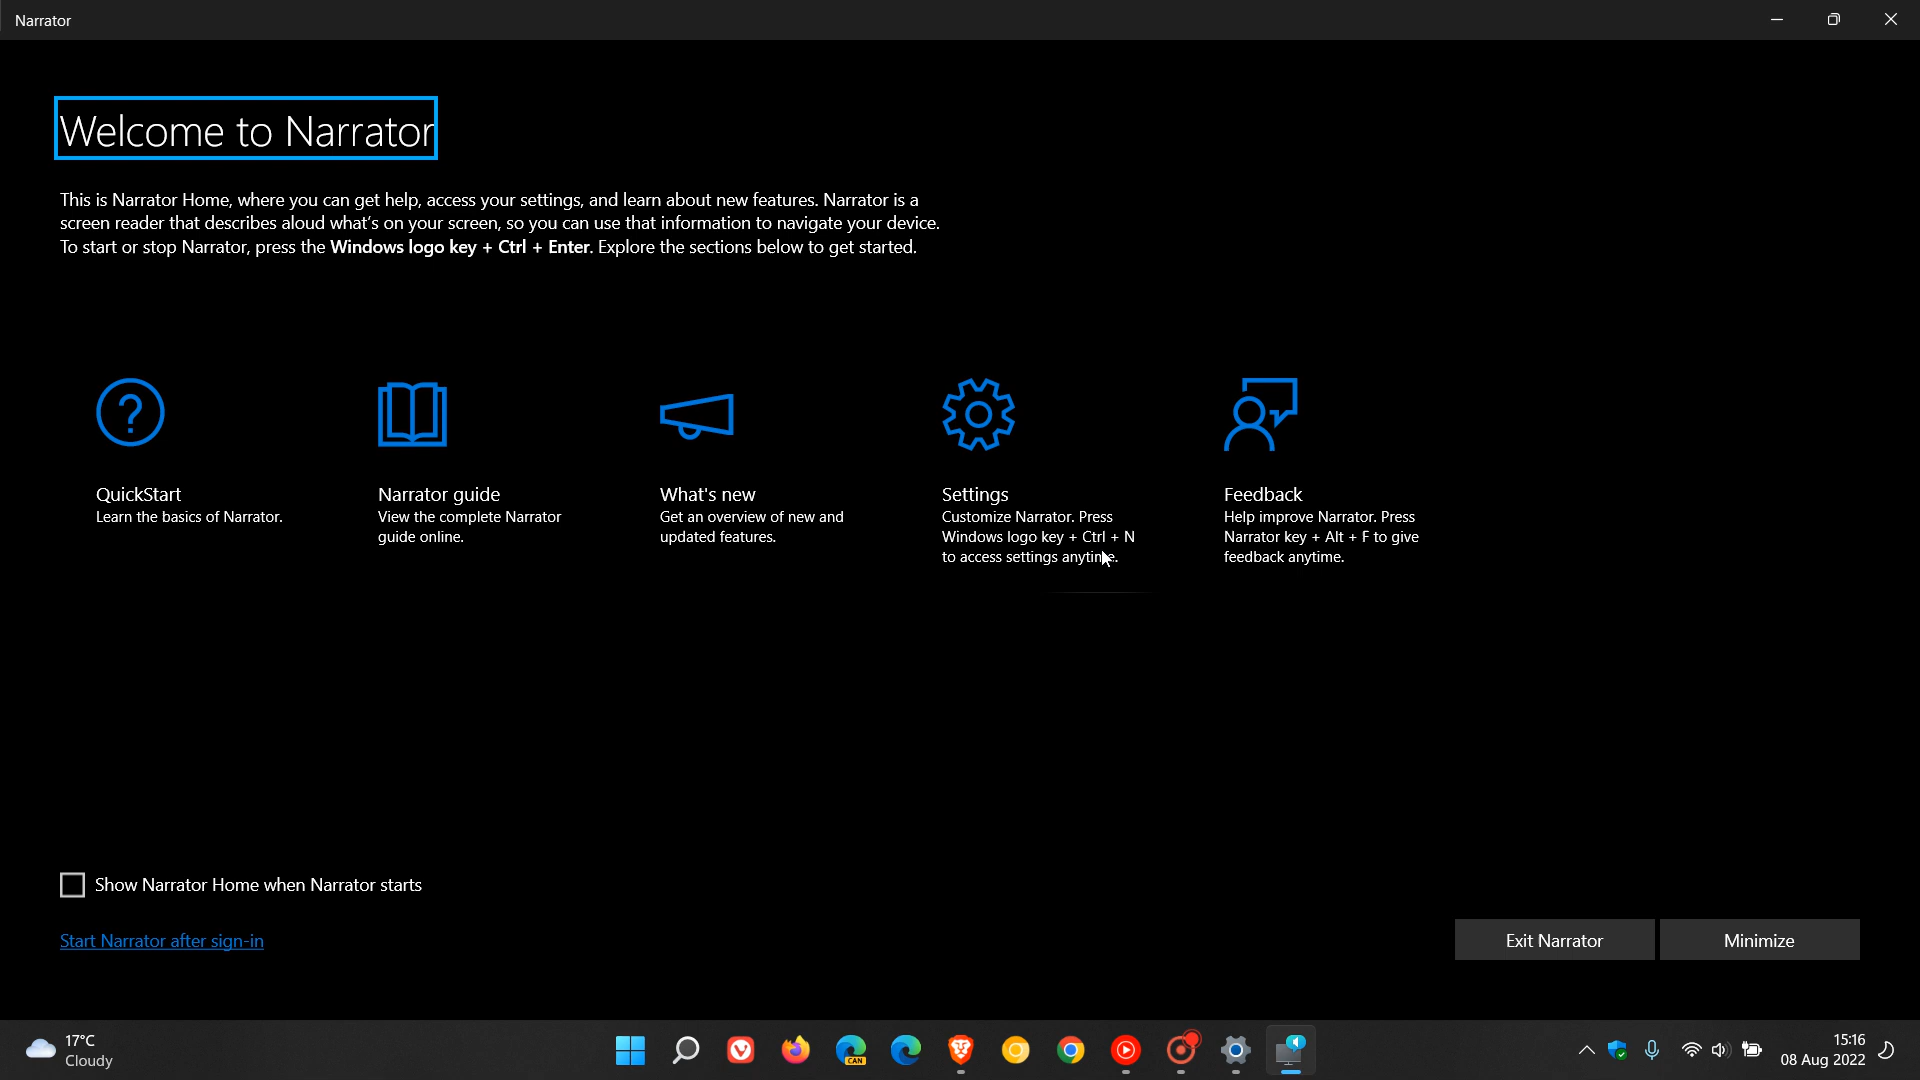 Narrator
Welcome to Narrator
This is Narrator Home, where you can get help, access your settings, and learn about new features. Narrator is a
screen reader that describes aloud what's on your screen, so you can use that information to navigate your device.
To start or stop Narrator, press the Windows logo key + Ctrl + Enter. Explore the sections below to get started.
QuickStart
Learn the basics of Narrator.
Narrator guide
View the complete Narrator
guide online.
What's new
Get an overview of new and
updated features.
Settings
Customize Narrator. Press
Windows logo key + Ctrl + N
to access settings anytime.
Feedback
Help improve Narrator. Press
Narrator key + Alt + F to give
feedback anytime.
Show Narrator Home when Narrator starts
Start Narrator after sign-in
Exit Narrator
Minimize
17°C
Cloudy
CAN
15:16
08 Aug 2022